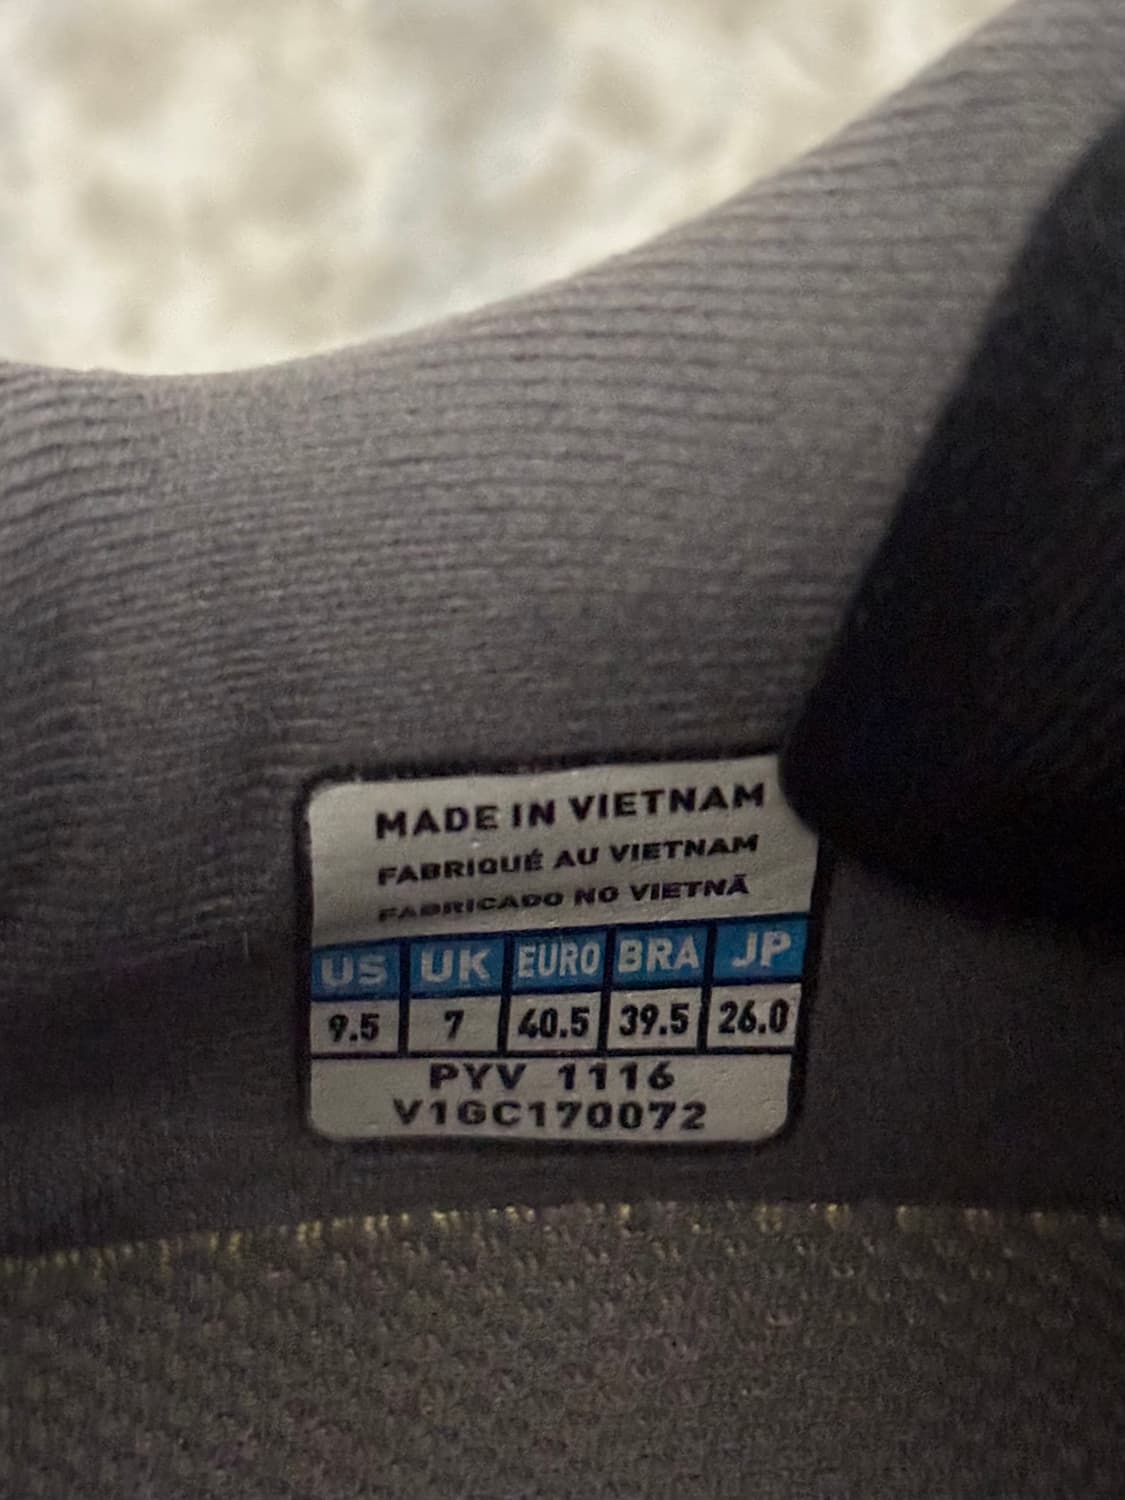 MADE IN VIETNAM
FABRIQUÉ AU VIETNAM
FABRICADO NO VIETNÃ
US UK EURO BRA JP
9.5 7 40.5 39.5 26.0
PYV 1116
V1GC170072